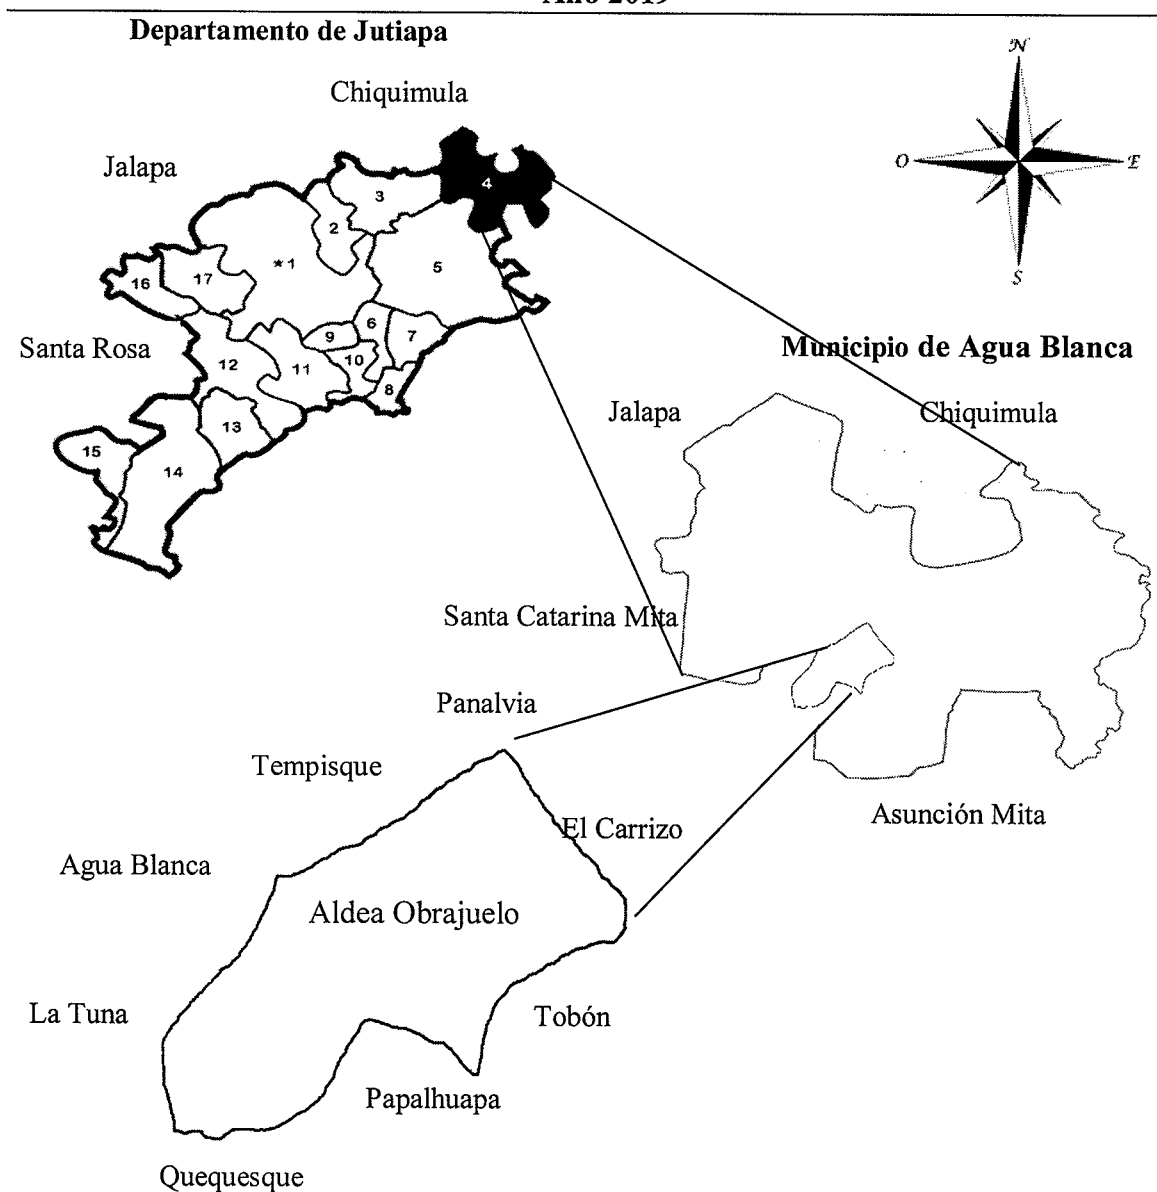 Año 2019
Departamento de Jutiapa
Chiquimula
Jalapa
Santa Rosa
4
3
2
5
*1
17
16
6
7
9
10
12
11
8
13
15
14
N
O
E
S
Municipio de Agua Blanca
Jalapa
Chiquimula
Santa Catarina Mita
Asunción Mita
Panalvia
Tempisque
El Carrizo
Agua Blanca
Aldea Obrajuelo
La Tuna
Tobón
Papalhuapa
Quequesque